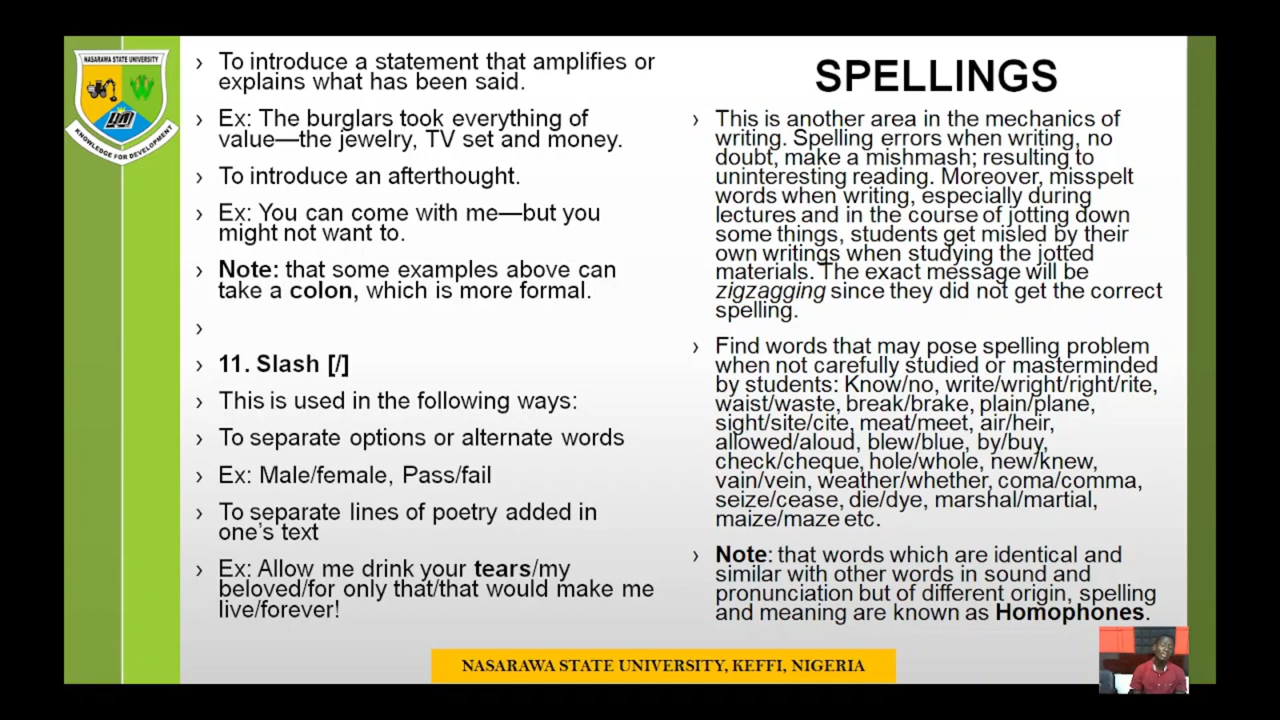 NASARAWA STATE UNIVERSITY
KNOWLEDGE FOR DEVELOPMENT
› To introduce a statement that amplifies or
explains what has been said.
› Ex: The burglars took everything of
value—the jewelry, TV set and money.
› To introduce an afterthought.
› Ex: You can come with me—but you
might not want to.
› Note: that some examples above can
take a colon, which is more formal.
›
› 11. Slash [/]
› This is used in the following ways:
› To separate options or alternate words
› Ex: Male/female, Pass/fail
› To separate lines of poetry added in
one's text
› Ex: Allow me drink your tears/my
beloved/for only that/that would make me
live/forever!
SPELLINGS
› This is another area in the mechanics of
writing. Spelling errors when writing, no
doubt, make a mishmash; resulting to
uninteresting reading. Moreover, misspelt
words when writing, especially during
lectures and in the course of jotting down
some things, students get misled by their
own writings when studying the jotted
materials. The exact message will be
zigzagging since they did not get the correct
spelling.
› Find words that may pose spelling problem
when not carefully studied or masterminded
by students: Know/no, write/wright/right/rite,
waist/waste, break/brake, plain/plane,
sight/site/cite, meat/meet, air/heir,
allowed/aloud, blew/blue, by/buy,
check/cheque, hole/whole, new/knew,
vain/vein, weather/whether, coma/comma,
seize/cease, die/dye, marshal/martial,
maize/maze etc.
› Note: that words which are identical and
similar with other words in sound and
pronunciation but of different origin, spelling
and meaning are known as Homophones.
NASARAWA STATE UNIVERSITY, KEFFI, NIGERIA